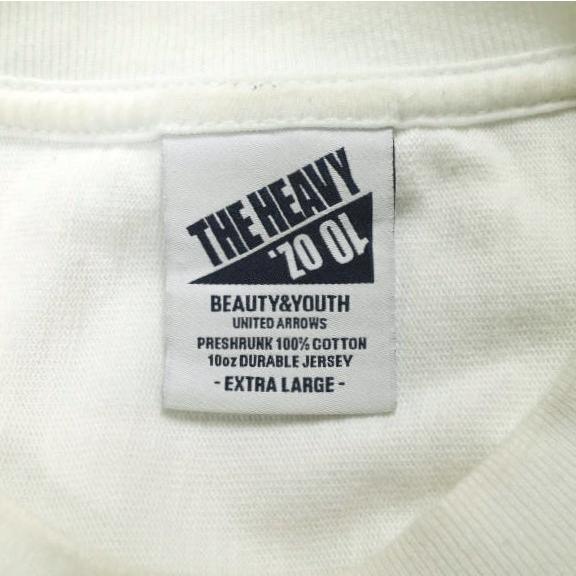 THE HEAVY
10 OZ.
BEAUTY&YOUTH
UNITED ARROWS
PRESHRUNK 100% COTTON
10oz DURABLE JERSEY
- EXTRA LARGE -